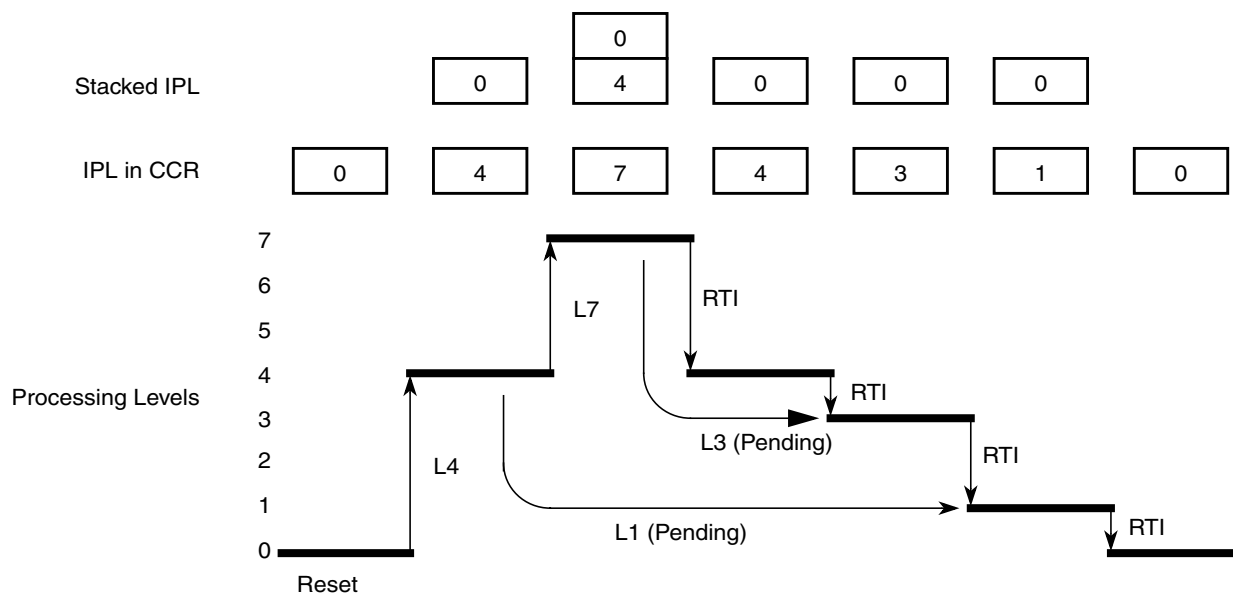 0
Stacked IPL 0 4 0 0 0
IPL in CCR 0 4 7 4 3 1 0
7
6
L7 RTI
5
4
Processing Levels RTI
3
L3 (Pending)
2
L4 RTI
1
L1 (Pending) RTI
0
Reset